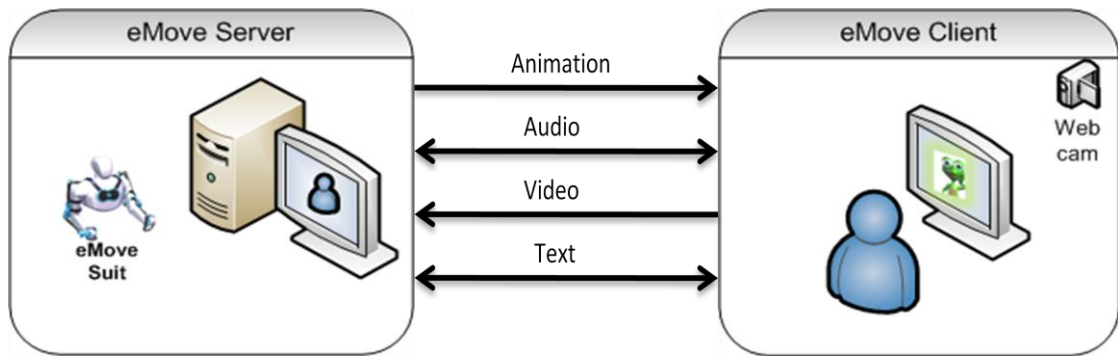 eMove Server
eMove Client
Animation
Audio
Video
Text
eMove
Suit
Web
cam